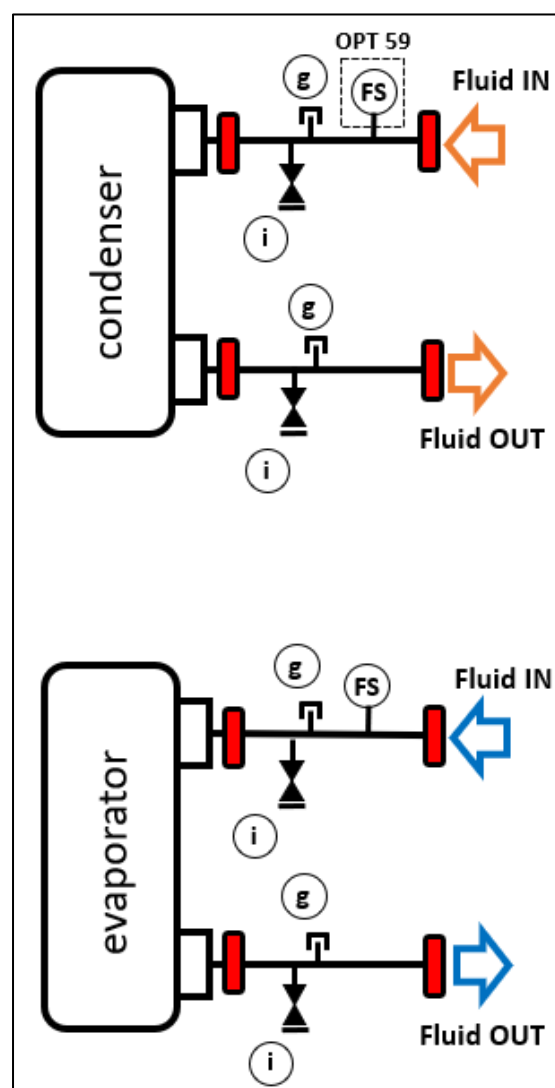 OPT 59
g
FS
Fluid IN
i
condenser
g
Fluid OUT
i
g
FS
Fluid IN
i
evaporator
g
Fluid OUT
i